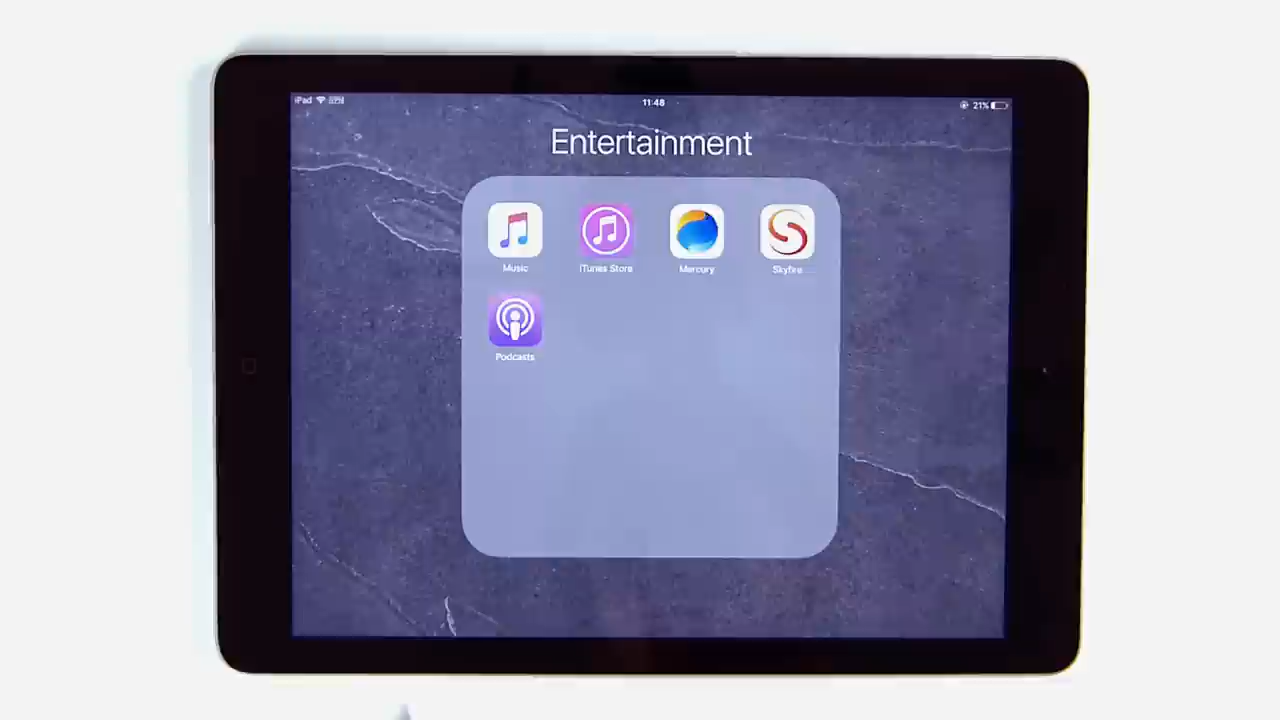 iPad
11:48
21%
Entertainment
Music
iTunes Store
Mercury
Skyfire ...
Podcasts